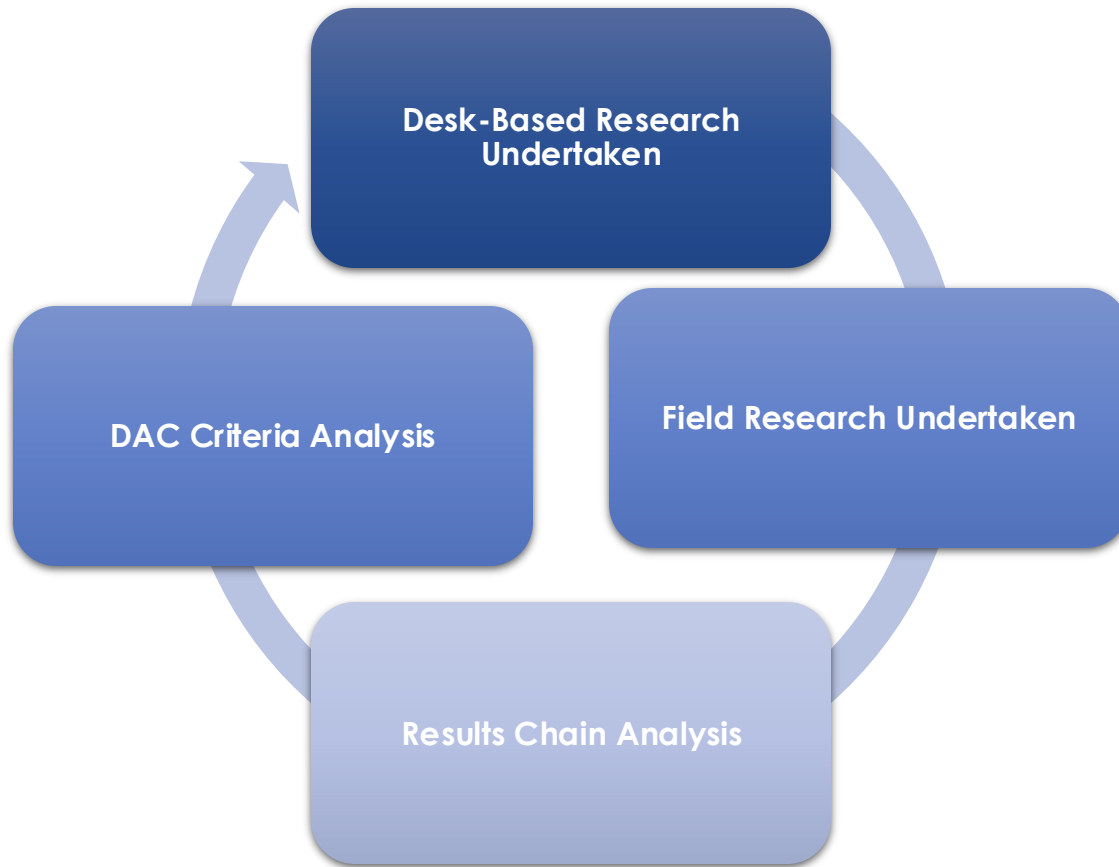 Desk-Based Research
Undertaken
Field Research Undertaken
DAC Criteria Analysis
Results Chain Analysis